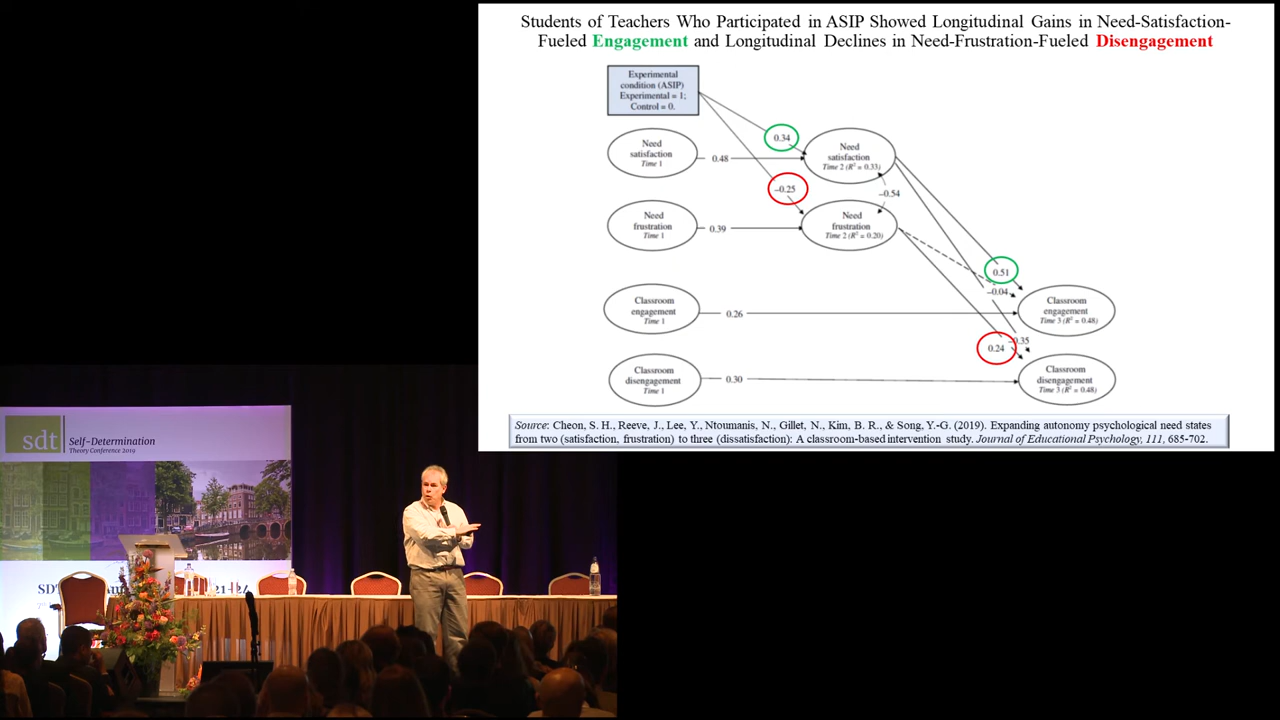 Students of Teachers Who Participated in ASIP Showed Longitudinal Gains in Need-Satisfaction-
Fueled Engagement and Longitudinal Declines in Need-Frustration-Fueled Disengagement
Experimental
condition (ASIP)
Experimental = 1;
Control = 0.
0.34
Need
satisfaction
Time 1
0.48
Need
satisfaction
Time 2 (R² = 0.33)
−0.25
−0.54
Need
frustration
Time 1
0.39
Need
frustration
Time 2 (R² = 0.20)
0.51
−0.04
Classroom
engagement
Time 1
0.26
Classroom
engagement
Time 3 (R² = 0.48)
0.24
−0.35
Classroom
disengagement
Time 1
0.30
Classroom
disengagement
Time 3 (R² = 0.48)
Source: Cheon, S. H., Reeve, J., Lee, Y., Ntoumanis, N., Gillet, N., Kim, B. R., & Song, Y.-G. (2019). Expanding autonomy psychological need states
from two (satisfaction, frustration) to three (dissatisfaction): A classroom-based intervention study. Journal of Educational Psychology, 111, 685-702.
sdt
Self-Determination
Theory Conference 2019